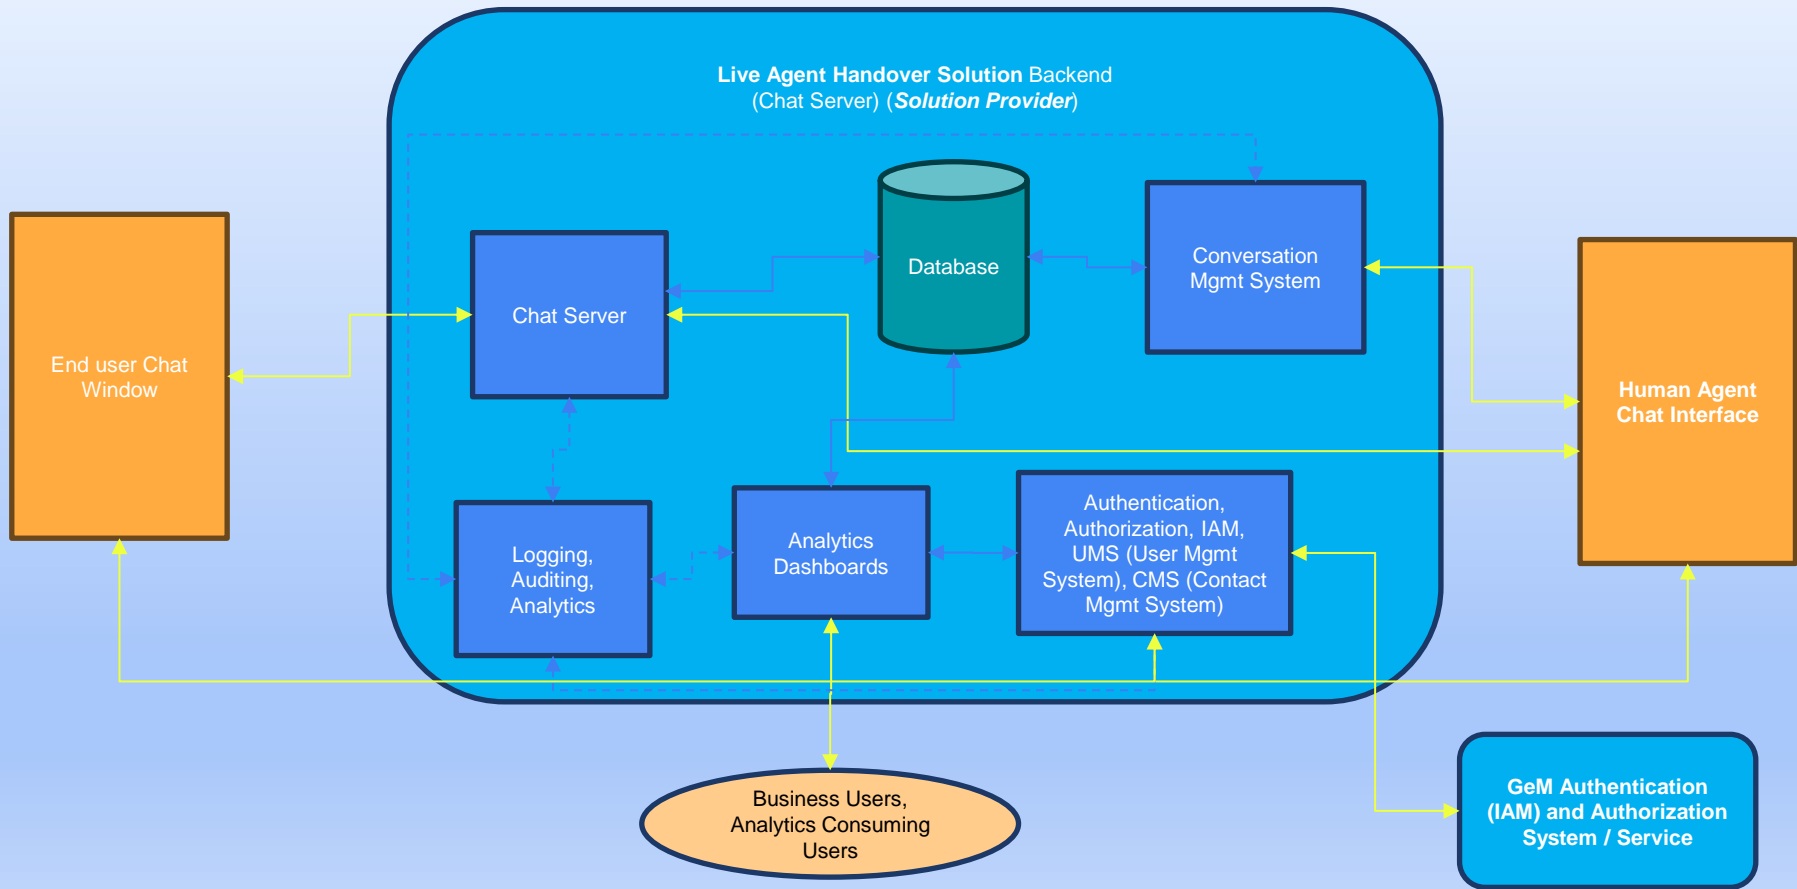 Live Agent Handover Solution Backend
(Chat Server) (Solution Provider)
Database
Conversation
Mgmt System
Chat Server
End user Chat
Window
Human Agent
Chat Interface
Logging,
Auditing,
Analytics
Analytics
Dashboards
Authentication,
Authorization, IAM,
UMS (User Mgmt
System), CMS (Contact
Mgmt System)
Business Users,
Analytics Consuming
Users
GeM Authentication
(IAM) and Authorization
System / Service